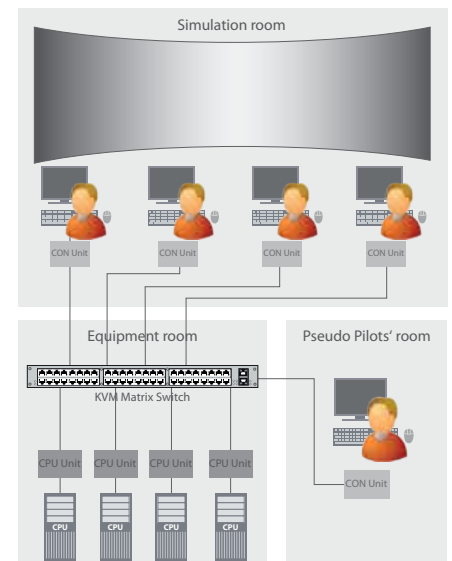 Simulation room
CON Unit
CON Unit
CON Unit
CON Unit
Equipment room
Pseudo Pilots‘ room
KVM Matrix Switch
CPU Unit
CPU Unit
CPU Unit
CPU Unit
CON Unit
CPU
CPU
CPU
CPU